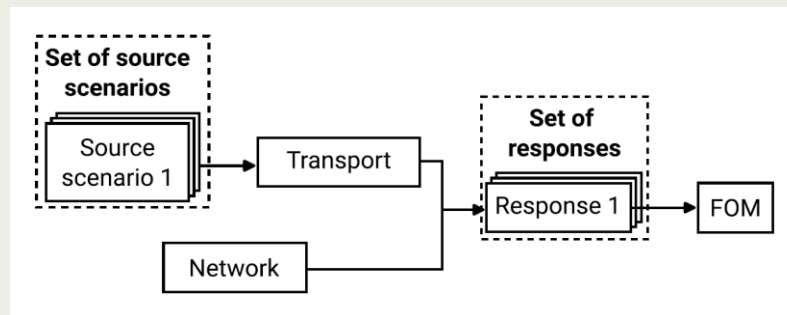 Set of source
scenarios
Source
scenario 1
Transport
Network
Set of
responses
Response 1
FOM